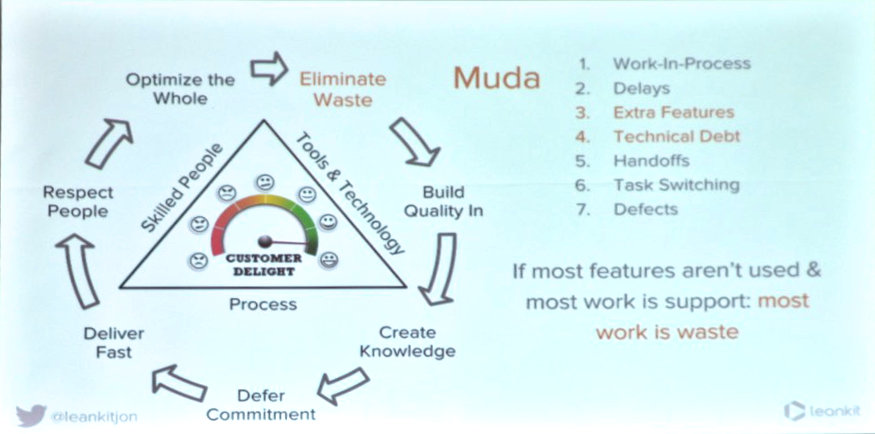 Optimize the
Whole
Eliminate
Waste
Build
Quality In
Create
Knowledge
Defer
Commitment
Deliver
Fast
Respect
People
Skilled People
Tools & Technology
Process
CUSTOMER
DELIGHT
Muda
1. Work-In-Process
2. Delays
3. Extra Features
4. Technical Debt
5. Handoffs
6. Task Switching
7. Defects
If most features aren't used &
most work is support: most
work is waste
@leankitjon
leankit